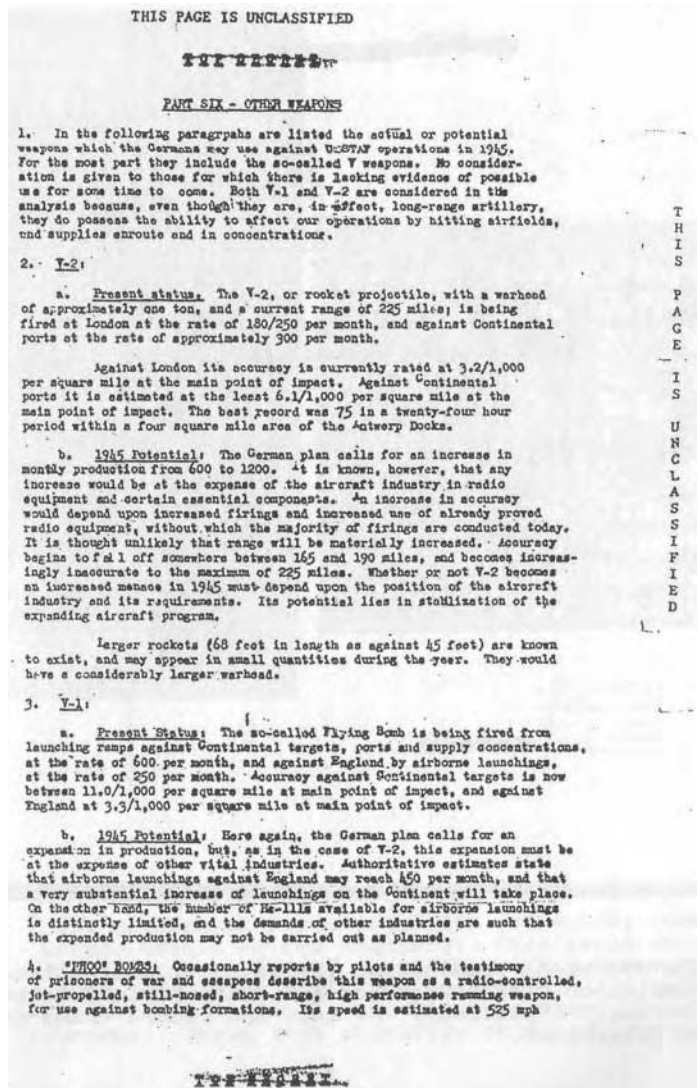 THIS PAGE IS UNCLASSIFIED
TOP SECRET
PART SIX - OTHER WEAPONS
1. In the following paragrpahs are listed the actual or potential
weapons which the Germans may use against USSTAF operations in 1945.
For the most part they include the so-called V weapons. No consider-
ation is given to those for which there is lacking evidence of possible
use for some time to come. Both V-1 and V-2 are considered in this
analysis because, even though they are, in effect, long-range artillery,
they do possess the ability to affect our operations by hitting airfields,
and supplies enroute and in concentrations.
2. V-2:
a. Present status. The V-2, or rocket projectile, with a warhead
of approximately one ton, and a current range of 225 miles; is being
fired at London at the rate of 180/250 per month, and against Continental
ports at the rate of approximately 300 per month.
Against London its accuracy is currently rated at 3.2/1,000
per square mile at the main point of impact. Against Continental
ports it is estimated at the least 6.1/1,000 per square mile at the
main point of impact. The best record was 75 in a twenty-four hour
period within a four square mile area of the Antwerp Docks.
b. 1945 Potential: The German plan calls for an increase in
monthly production from 600 to 1200. It is known, however, that any
increase would be at the expense of the aircraft industry in radio
equipment and certain essential components. An increase in accuracy
would depend upon increased firings and increased use of already proved
radio equipment, without which the majority of firings are conducted today.
It is thought unlikely that range will be materially increased. Accuracy
begins to fall off somewhere between 165 and 190 miles, and becomes increas-
ingly inaccurate to the maximum of 225 miles. Whether or not V-2 becomes
an increased menace in 1945 must depend upon the position of the aircraft
industry and its requirements. Its potential lies in stabilization of the
expanding aircraft program.
Larger rockets (68 feet in length as against 45 feet) are known
to exist, and may appear in small quantities during the year. They would
have a considerably larger warhead.
3. V-1:
a. Present Status: The so-called Flying Bomb is being fired from
launching ramps against Continental targets, ports and supply concentrations,
at the rate of 600 per month, and against England by airborne launchings,
at the rate of 250 per month. Accuracy against Continental targets is now
between 11.0/1,000 per square mile at main point of impact, and against
England at 3.3/1,000 per square mile at main point of impact.
b. 1945 Potential: Here again, the German plan calls for an
expansion in production, but, as in the case of V-2, this expansion must be
at the expense of other vital industries. Authoritative estimates state
that airborne launchings against England may reach 450 per month, and that
a very substantial increase of launchings on the Continent will take place.
On the other hand, the number of He-111s available for airborne launchings
is distinctly limited, and the demands of other industries are such that
the expended production may not be carried out as planned.
4. "PHOO" BOMBS: Occasionally reports by pilots and the testimony
of prisoners of war and escapees describe this weapon as a radio-controlled,
jet-propelled, still-nosed, short-range, high performance ramming weapon,
for use against bombing formations. Its speed is estimated at 525 mph
TOP SECRET
THIS PAGE IS UNCLASSIFIED